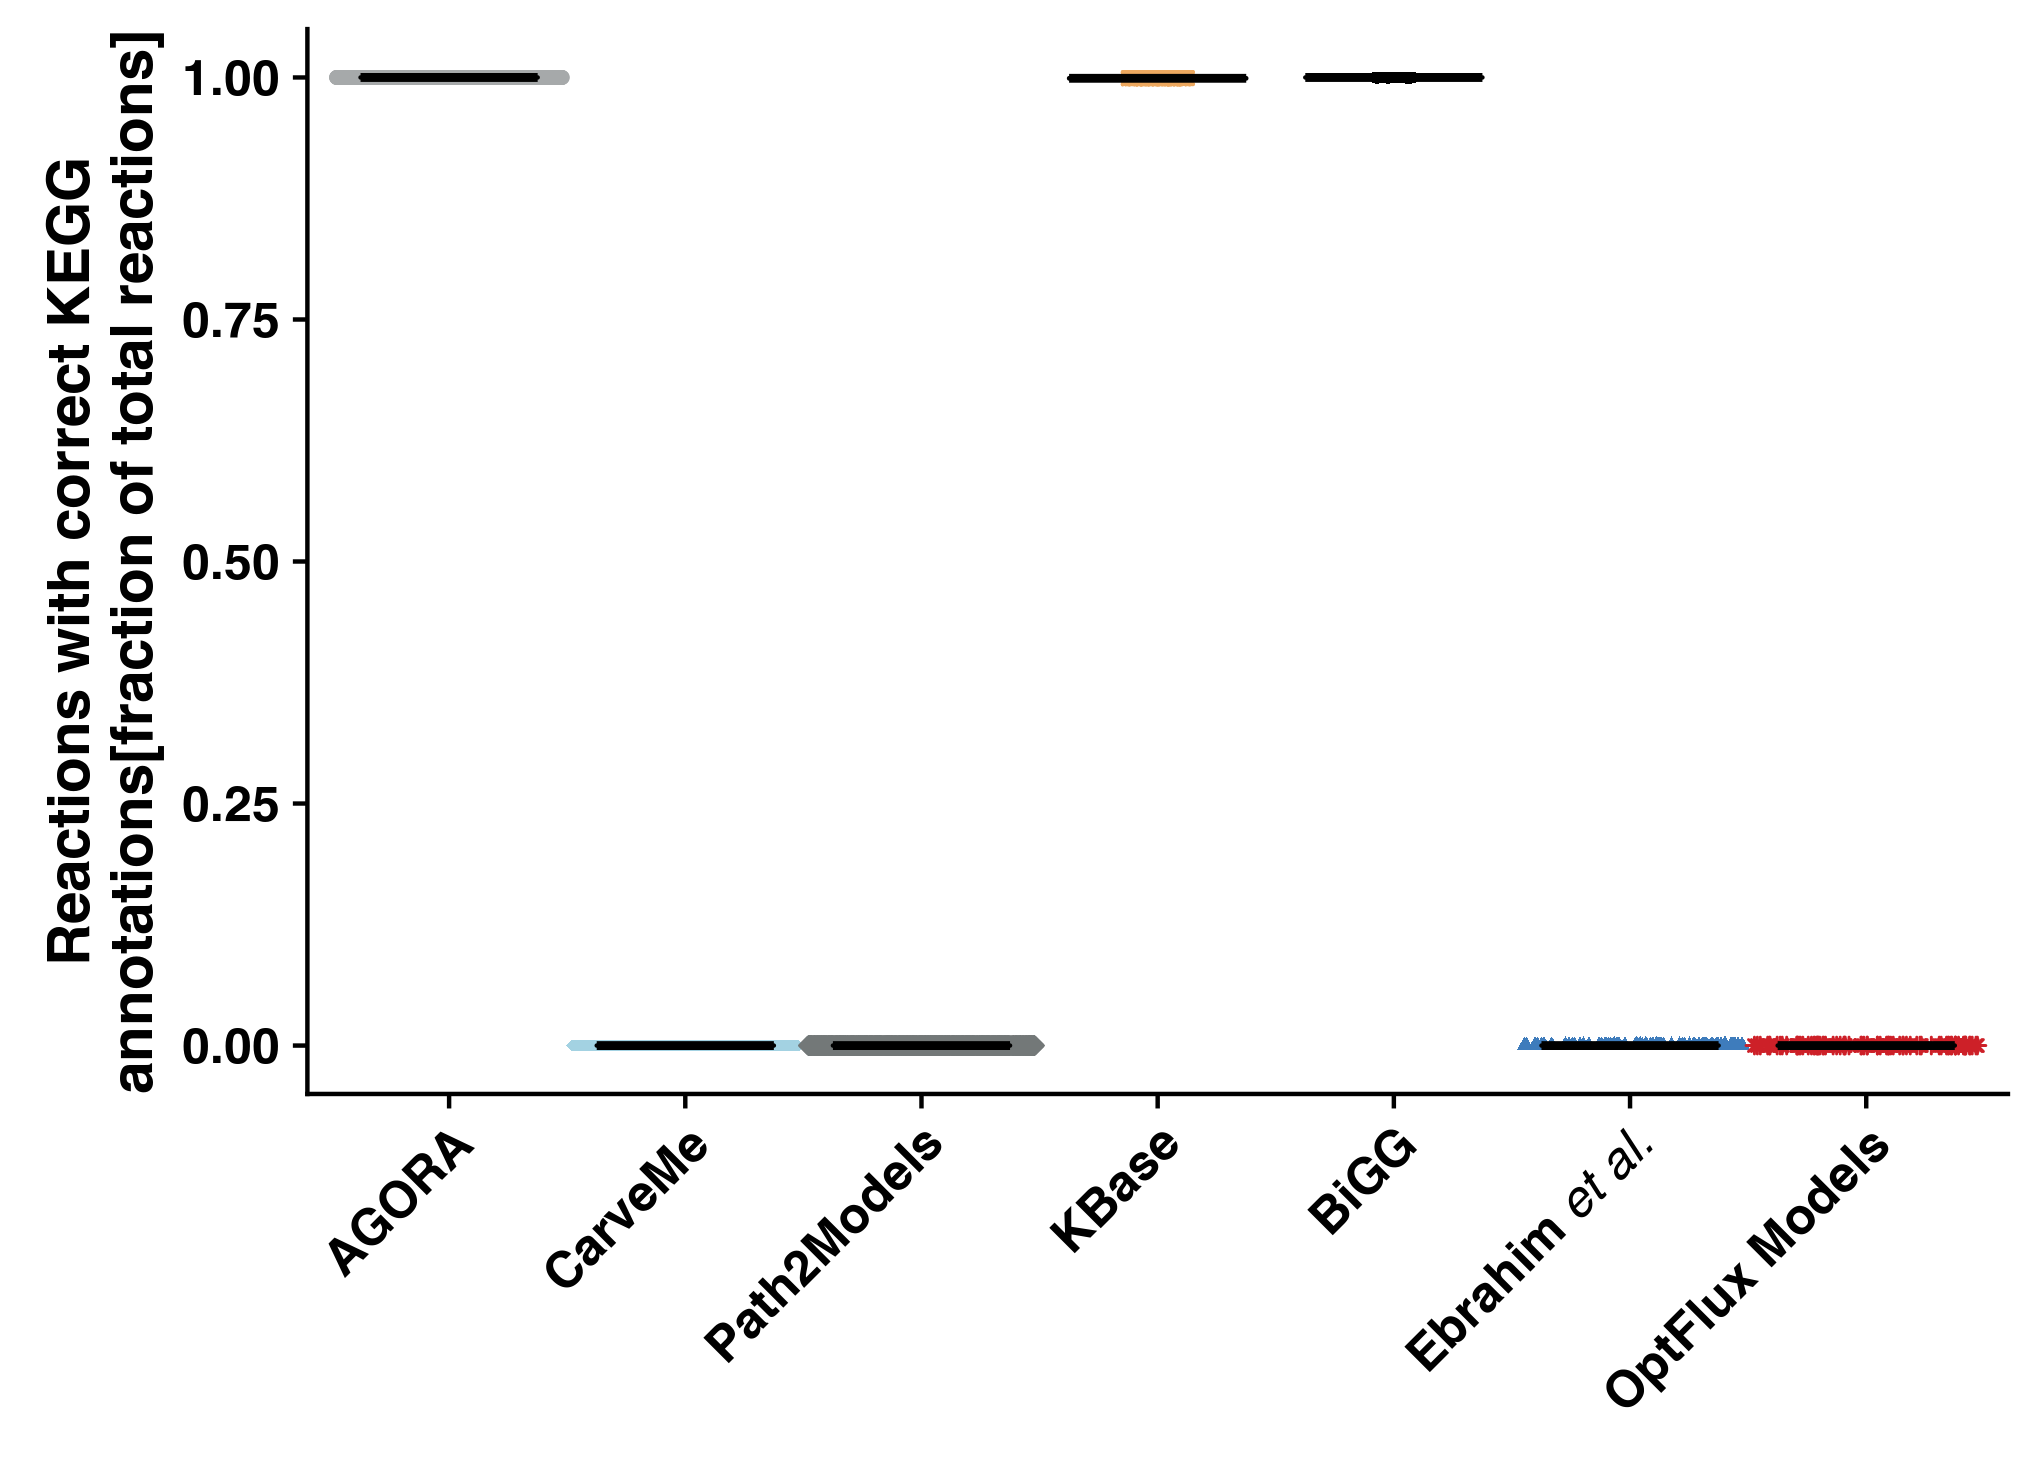 Reactions with correct KEGG
annotations[fraction of total reactions]
1.00
0.75
0.50
0.25
0.00
AGORA
CarveMe
Path2Models
KBase
BiGG
Ebrahim et al.
OptFlux Models